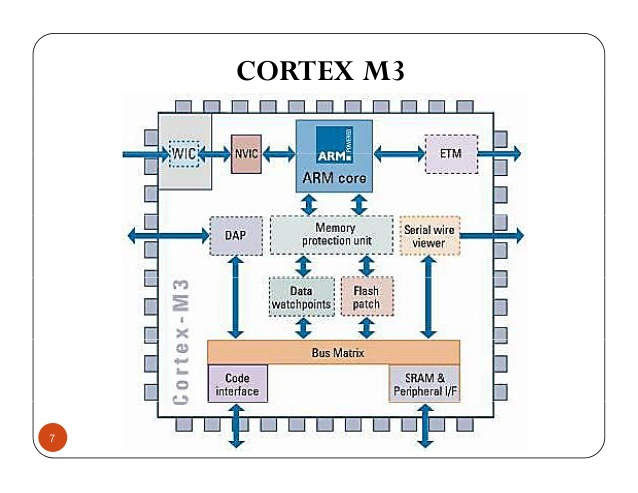 CORTEX M3
WIC
NVIC
ARM
POWERED
ARM core
ETM
DAP
Memory
protection unit
Serial wire
viewer
Data
watchpoints
Flash
patch
Cortex-M3
Bus Matrix
Code
interface
SRAM &
Peripheral I/F
7